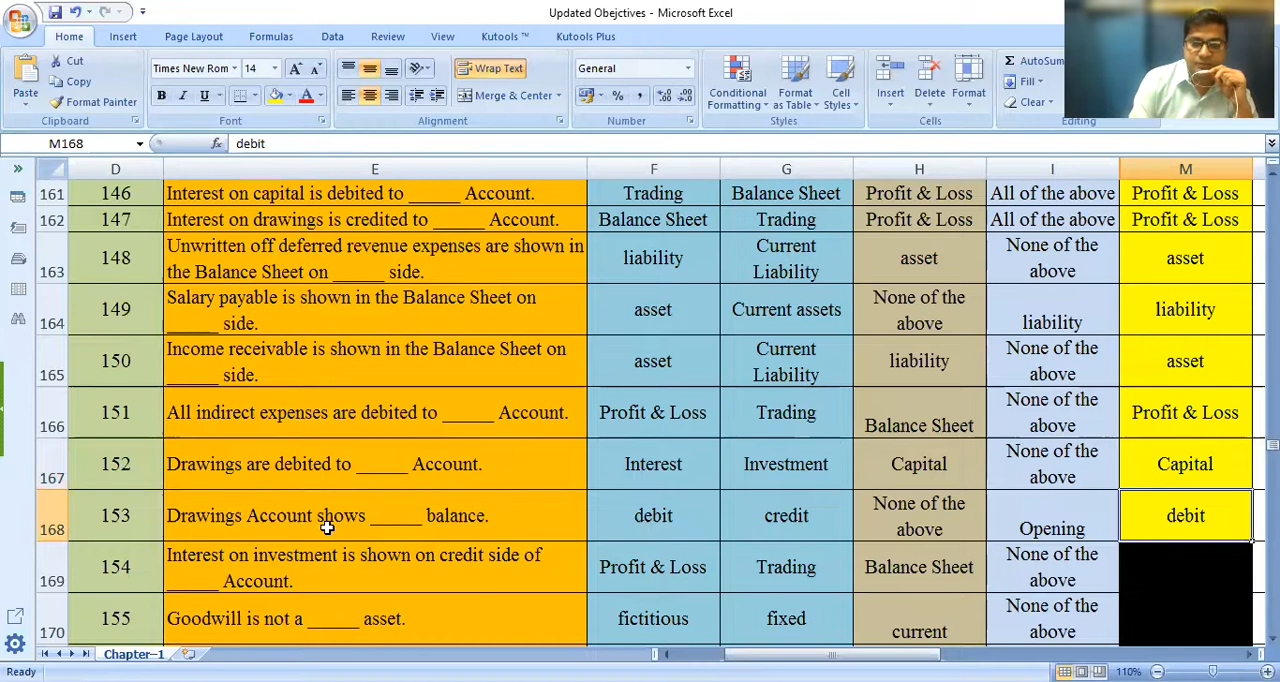 Updated Obejctives - Microsoft Excel
Home Insert Page Layout Formulas Data Review View Kutools ™ Kutools Plus
Paste
Cut
Copy
Format Painter
Clipboard
Times New Rom 14
B I U
Font
Wrap Text
Merge & Center
Alignment
General
% ,
Number
Conditional Formatting
Format as Table
Cell Styles
Styles
Insert Delete Format
Cells
Σ AutoSum
Fill
Clear
Editing
M168 fx debit
D E F G H I M
161 146 Interest on capital is debited to _____ Account. Trading Balance Sheet Profit & Loss All of the above Profit & Loss
162 147 Interest on drawings is credited to _____ Account. Balance Sheet Trading Profit & Loss All of the above Profit & Loss
163 148 Unwritten off deferred revenue expenses are shown in
the Balance Sheet on _____ side. liability Current
Liability asset None of the
above asset
164 149 Salary payable is shown in the Balance Sheet on
_____ side. asset Current assets None of the
above liability liability
165 150 Income receivable is shown in the Balance Sheet on
_____ side. asset Current
Liability liability None of the
above asset
166 151 All indirect expenses are debited to _____ Account. Profit & Loss Trading Balance Sheet None of the
above Profit & Loss
167 152 Drawings are debited to _____ Account. Interest Investment Capital None of the
above Capital
168 153 Drawings Account shows _____ balance. debit credit None of the
above Opening debit
169 154 Interest on investment is shown on credit side of
_____ Account. Profit & Loss Trading Balance Sheet None of the
above
170 155 Goodwill is not a _____ asset. fictitious fixed current None of the
above
Chapter–1
Ready 110%